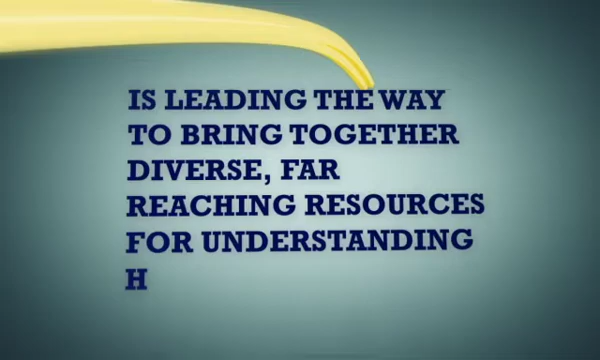 IS LEADING THE WAY
TO BRING TOGETHER
DIVERSE, FAR
REACHING RESOURCES
FOR UNDERSTANDING
H